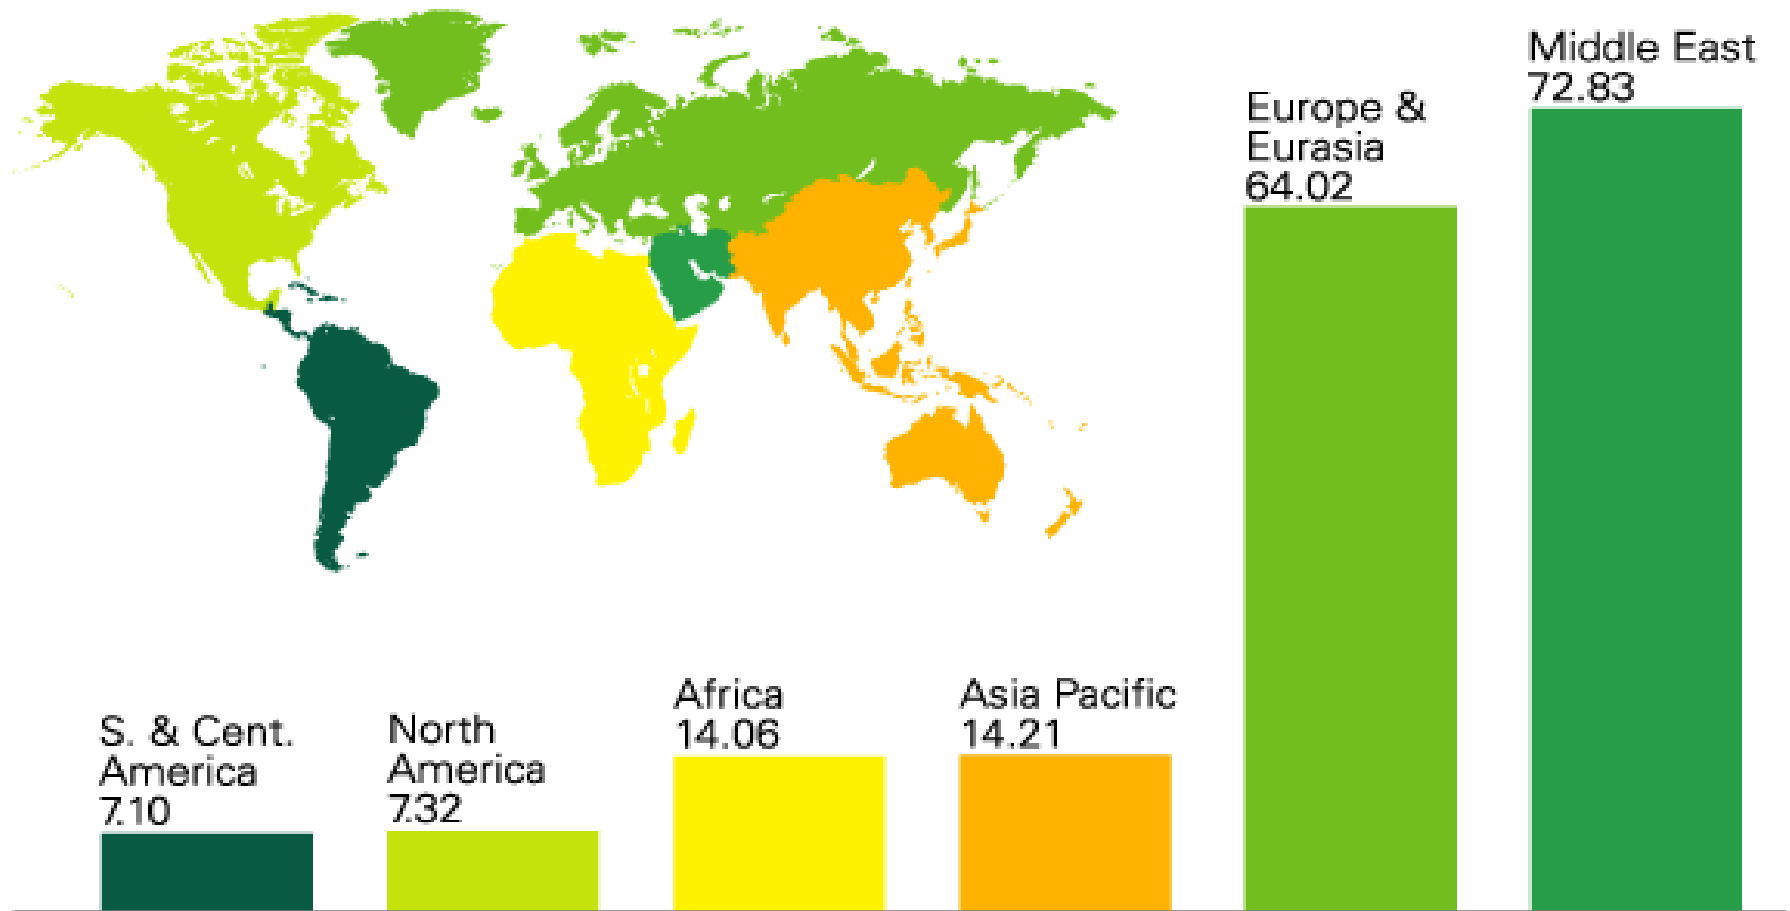 S. & Cent.
America
7.10
North
America
7.32
Africa
14.06
Asia Pacific
14.21
Europe &
Eurasia
64.02
Middle East
72.83